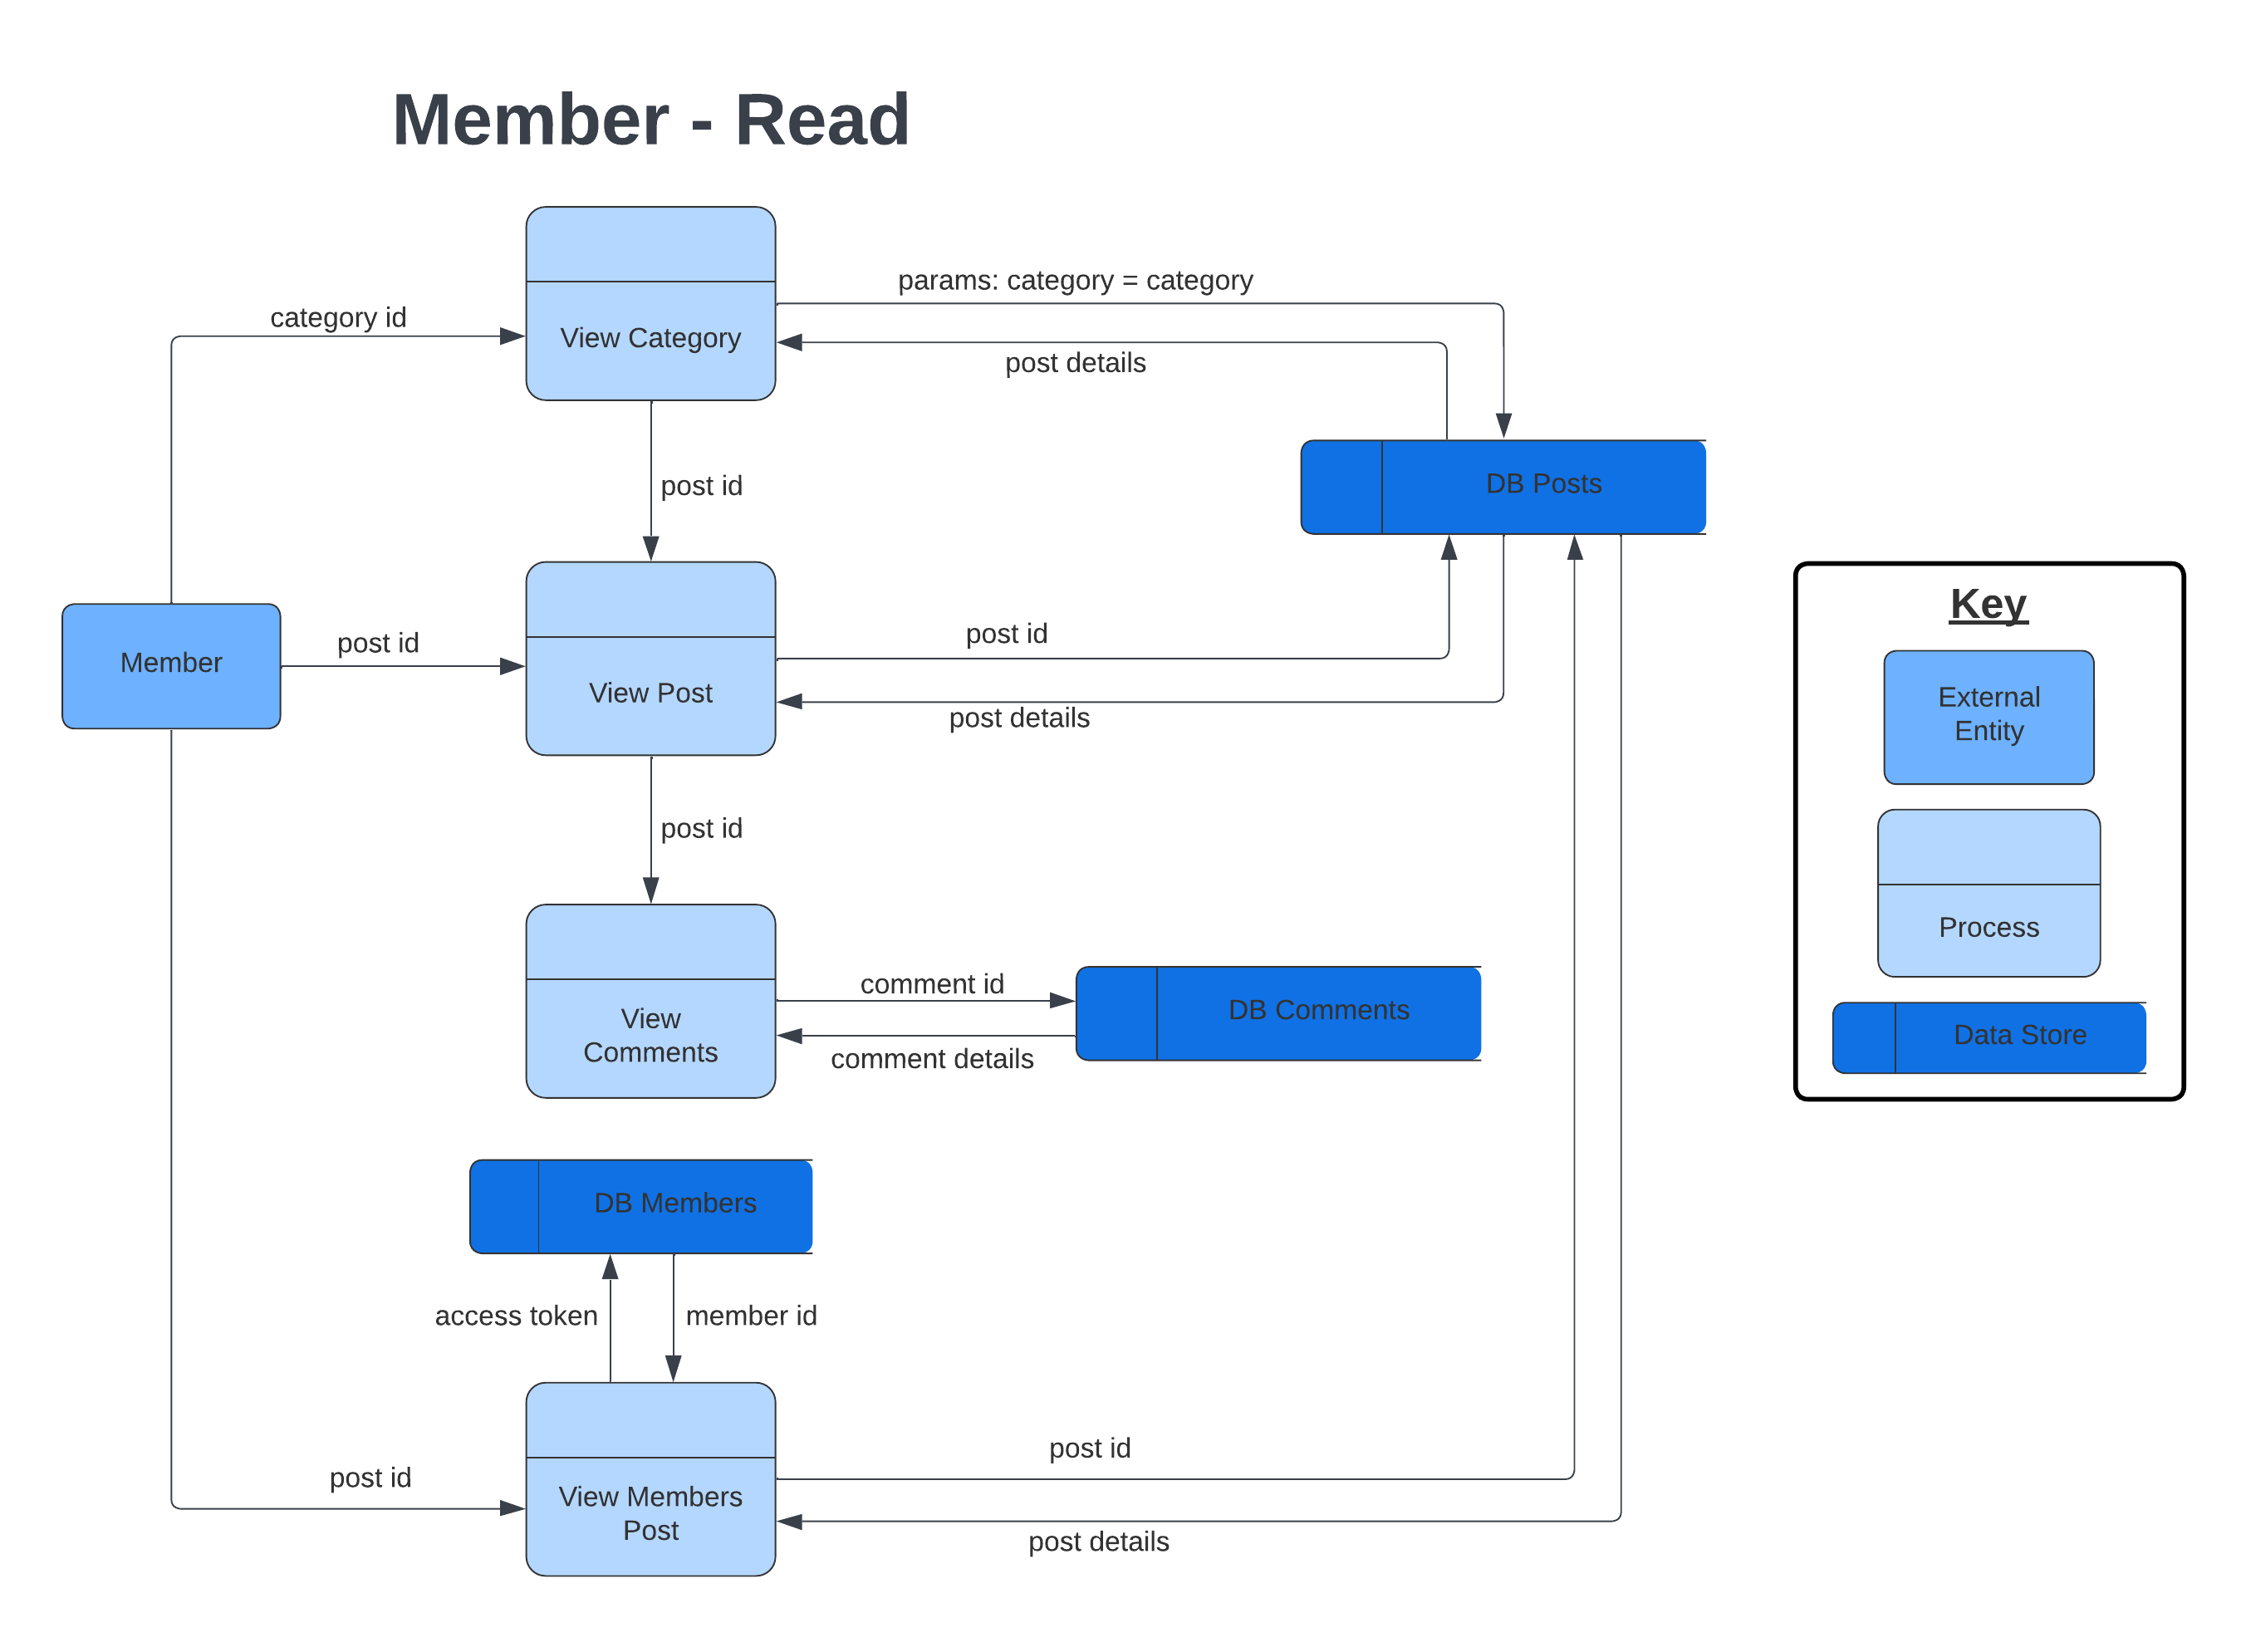 Member - Read
params: category = category
category id
View Category
post details
post id
DB Posts
Key
post id
post id
Member
View Post
External
Entity
post details
post id
Process
comment id
DB Comments
View
Comments
Data Store
comment details
DB Members
access token
member id
post id
post id
View Members
Post
post details